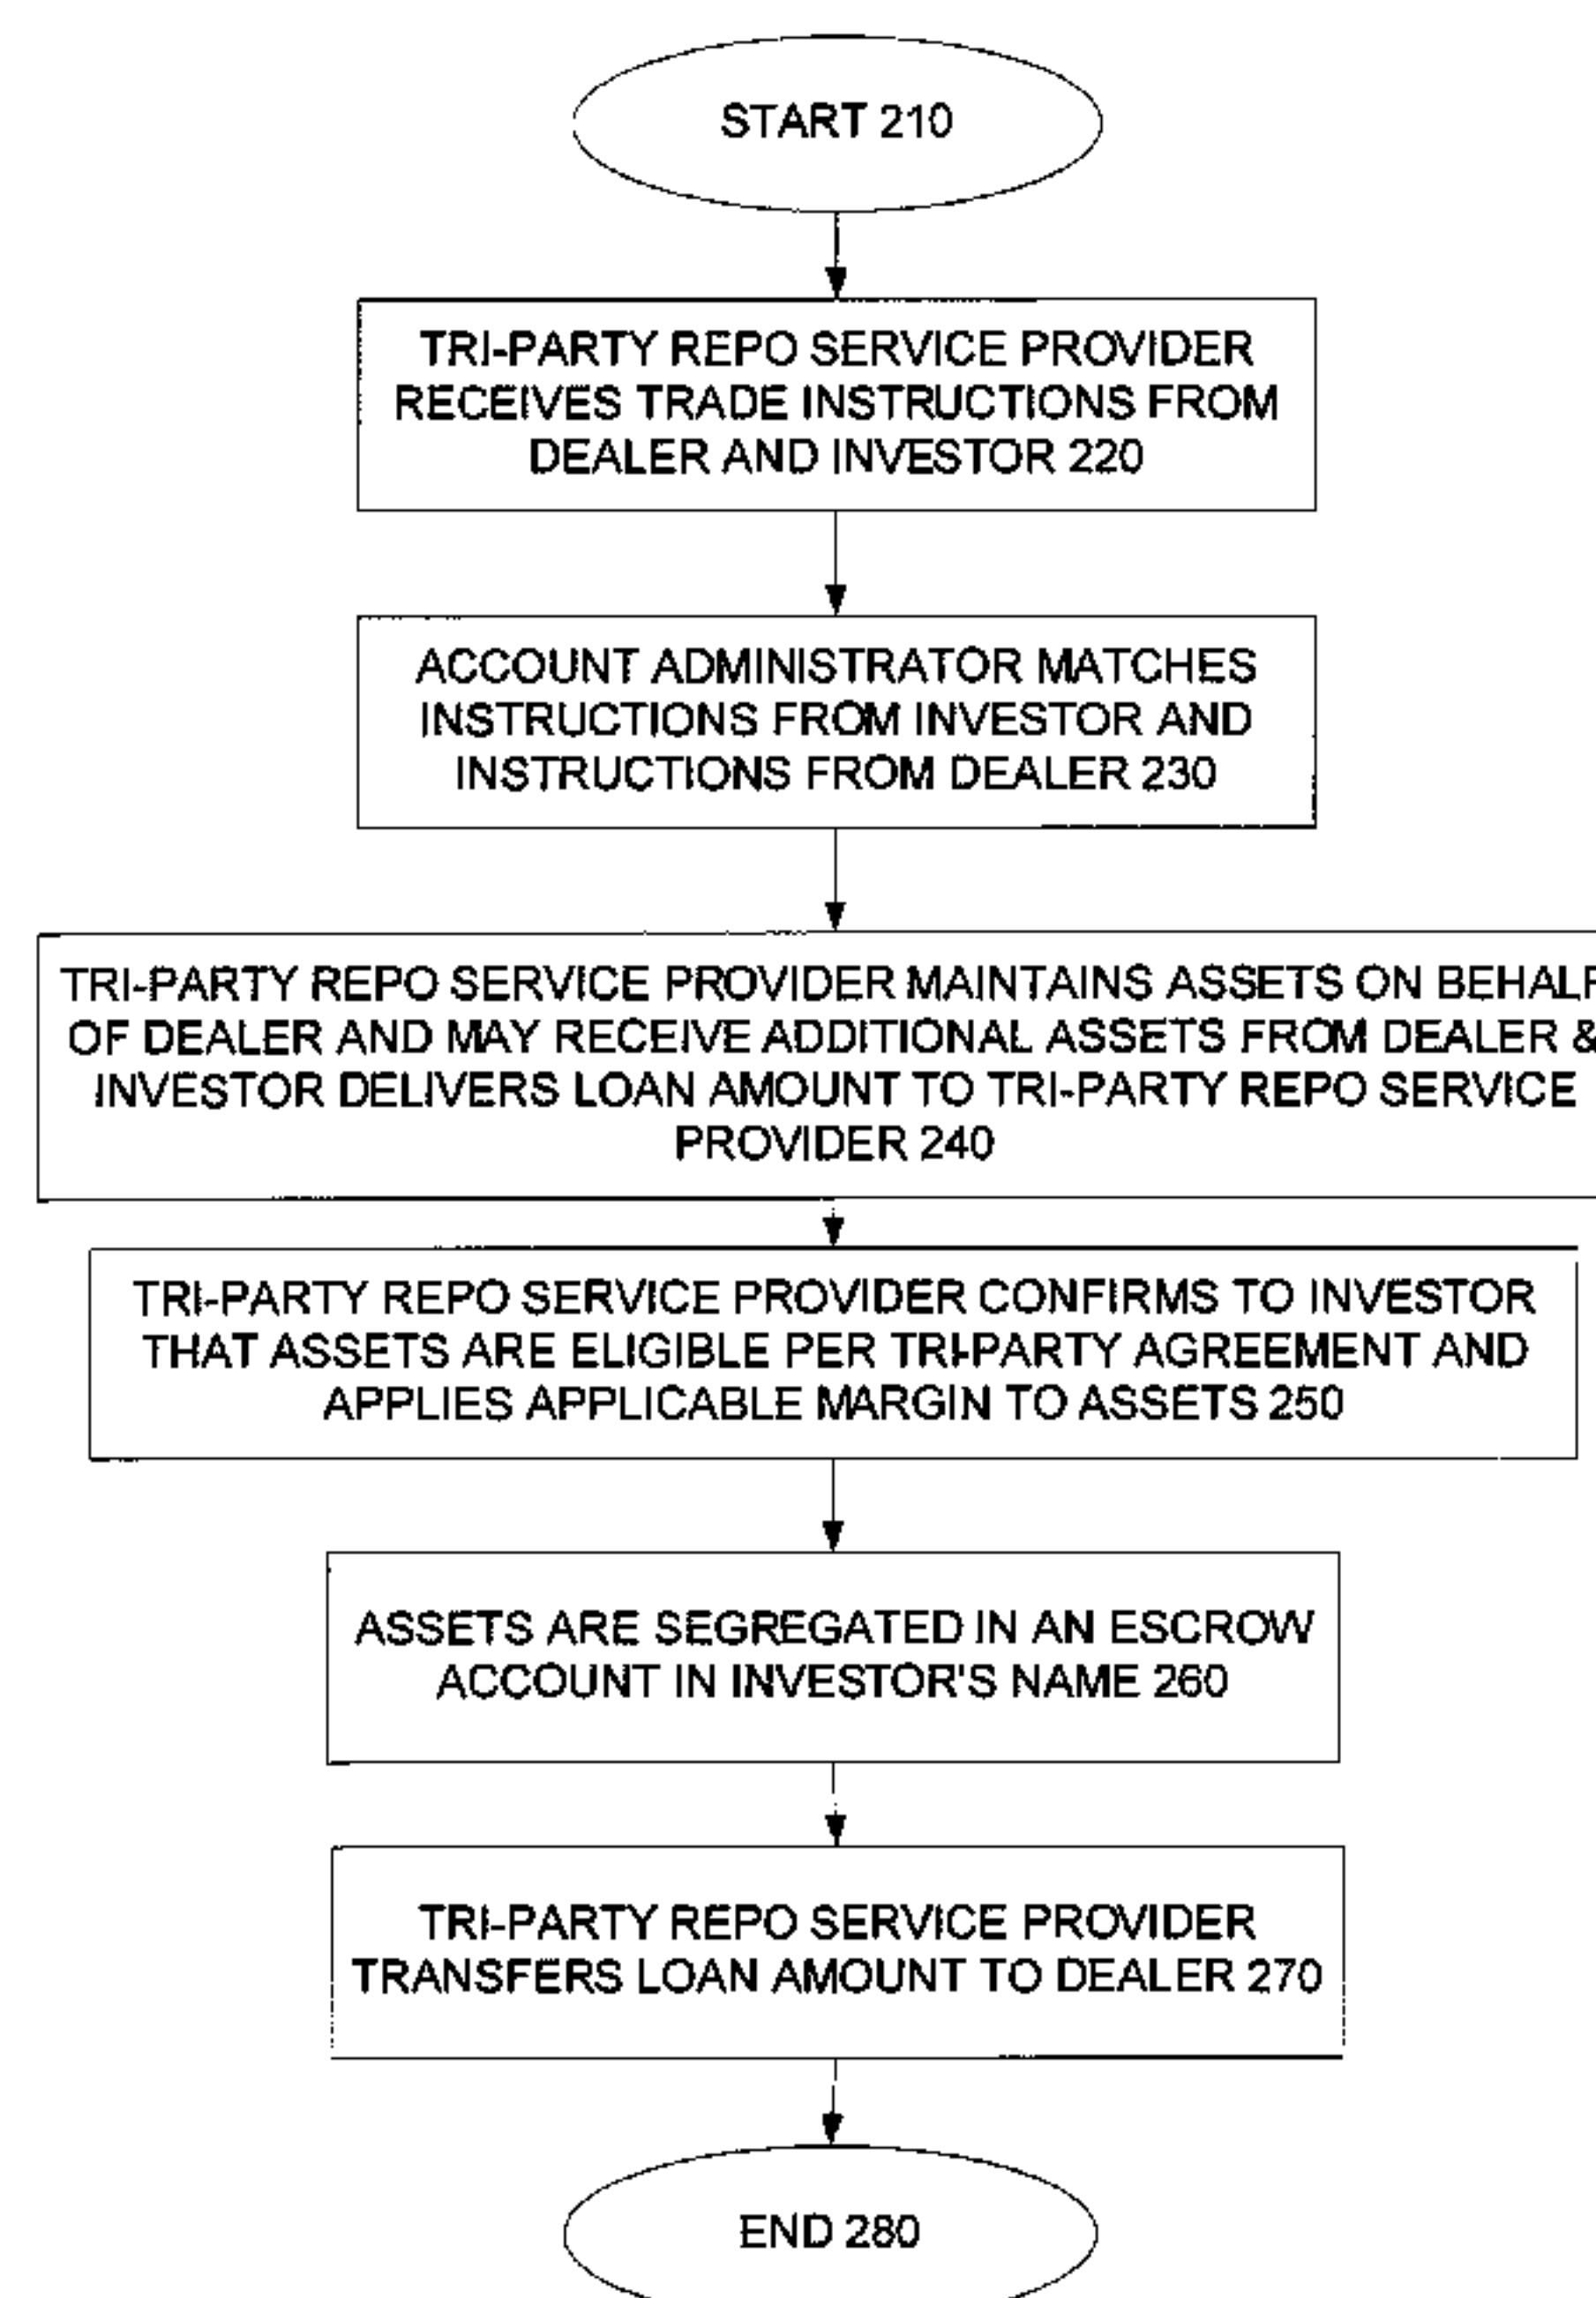 START 210
TRI-PARTY REPO SERVICE PROVIDER
RECEIVES TRADE INSTRUCTIONS FROM
DEALER AND INVESTOR 220
ACCOUNT ADMINISTRATOR MATCHES
INSTRUCTIONS FROM INVESTOR AND
INSTRUCTIONS FROM DEALER 230
TRI-PARTY REPO SERVICE PROVIDER MAINTAINS ASSETS ON BEHALF
OF DEALER AND MAY RECEIVE ADDITIONAL ASSETS FROM DEALER &
INVESTOR DELIVERS LOAN AMOUNT TO TRI-PARTY REPO SERVICE
PROVIDER 240
TRI-PARTY REPO SERVICE PROVIDER CONFIRMS TO INVESTOR
THAT ASSETS ARE ELIGIBLE PER TRI-PARTY AGREEMENT AND
APPLIES APPLICABLE MARGIN TO ASSETS 250
ASSETS ARE SEGREGATED IN AN ESCROW
ACCOUNT IN INVESTOR'S NAME 260
TRI-PARTY REPO SERVICE PROVIDER
TRANSFERS LOAN AMOUNT TO DEALER 270
END 280